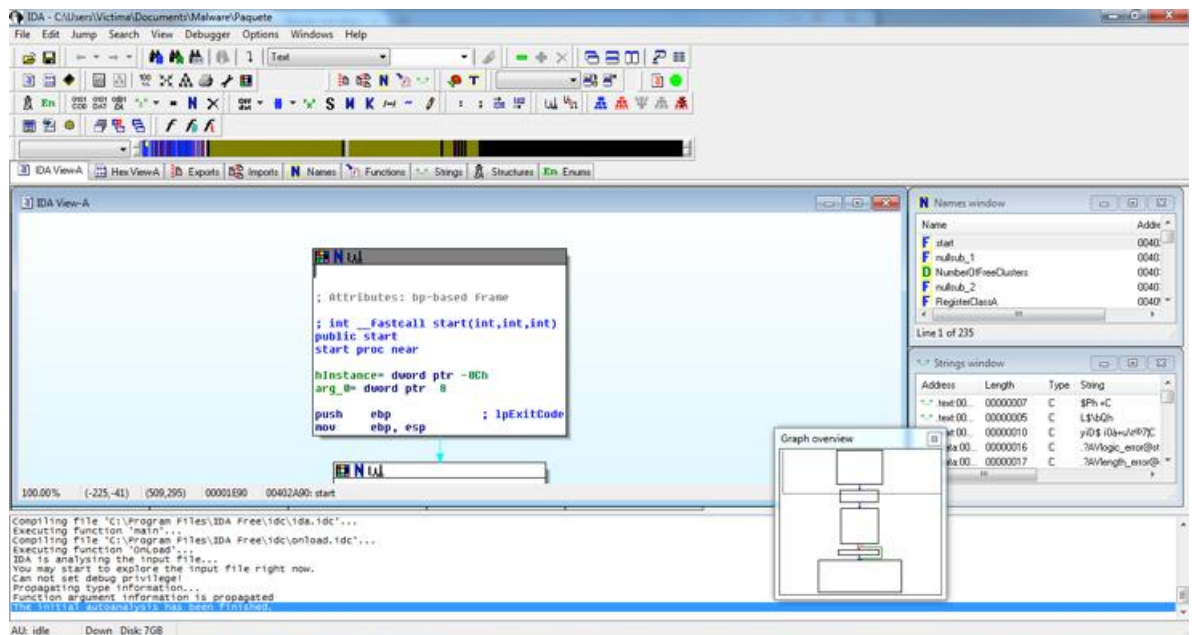 IDA - C:\Users\Victima\Documents\Malware\Paquete
File Edit Jump Search View Debugger Options Windows Help
Text
IDA View-A Hex View-A Exports Imports N Names Functions Strings Structures En Enums
IDA View-A
; Attributes: bp-based frame
; int __fastcall start(int,int,int)
public start
start proc near
hInstance= dword ptr -0Ch
arg_0= dword ptr 8
push ebp ; lpExitCode
mov ebp, esp
100.00% (-225,-41) (509,295) 00001E90 00402A90: start
Names window
Name
F start
F nullsub_1
D NumberOfFreeClusters
F nullsub_2
F RegisterClassA
Line 1 of 235
Strings window
Address Length Type String
00000007 C
00000005 C
00000010 C
00000016 C .?AVlogic_error@st
00000017 C .?AVlength_error@
Graph overview
Compiling file 'C:\Program Files\IDA Free\idc\ida.idc'...
Executing function 'main'...
Compiling file 'C:\Program Files\IDA Free\idc\onload.idc'...
Executing function 'OnLoad'...
IDA is analysing the input file...
You may start to explore the input file right now.
Can not set debug privilege!
Propagating type information...
Function argument information is propagated
The initial autoanalysis has been finished.
AU: idle Down Disk: 7GB